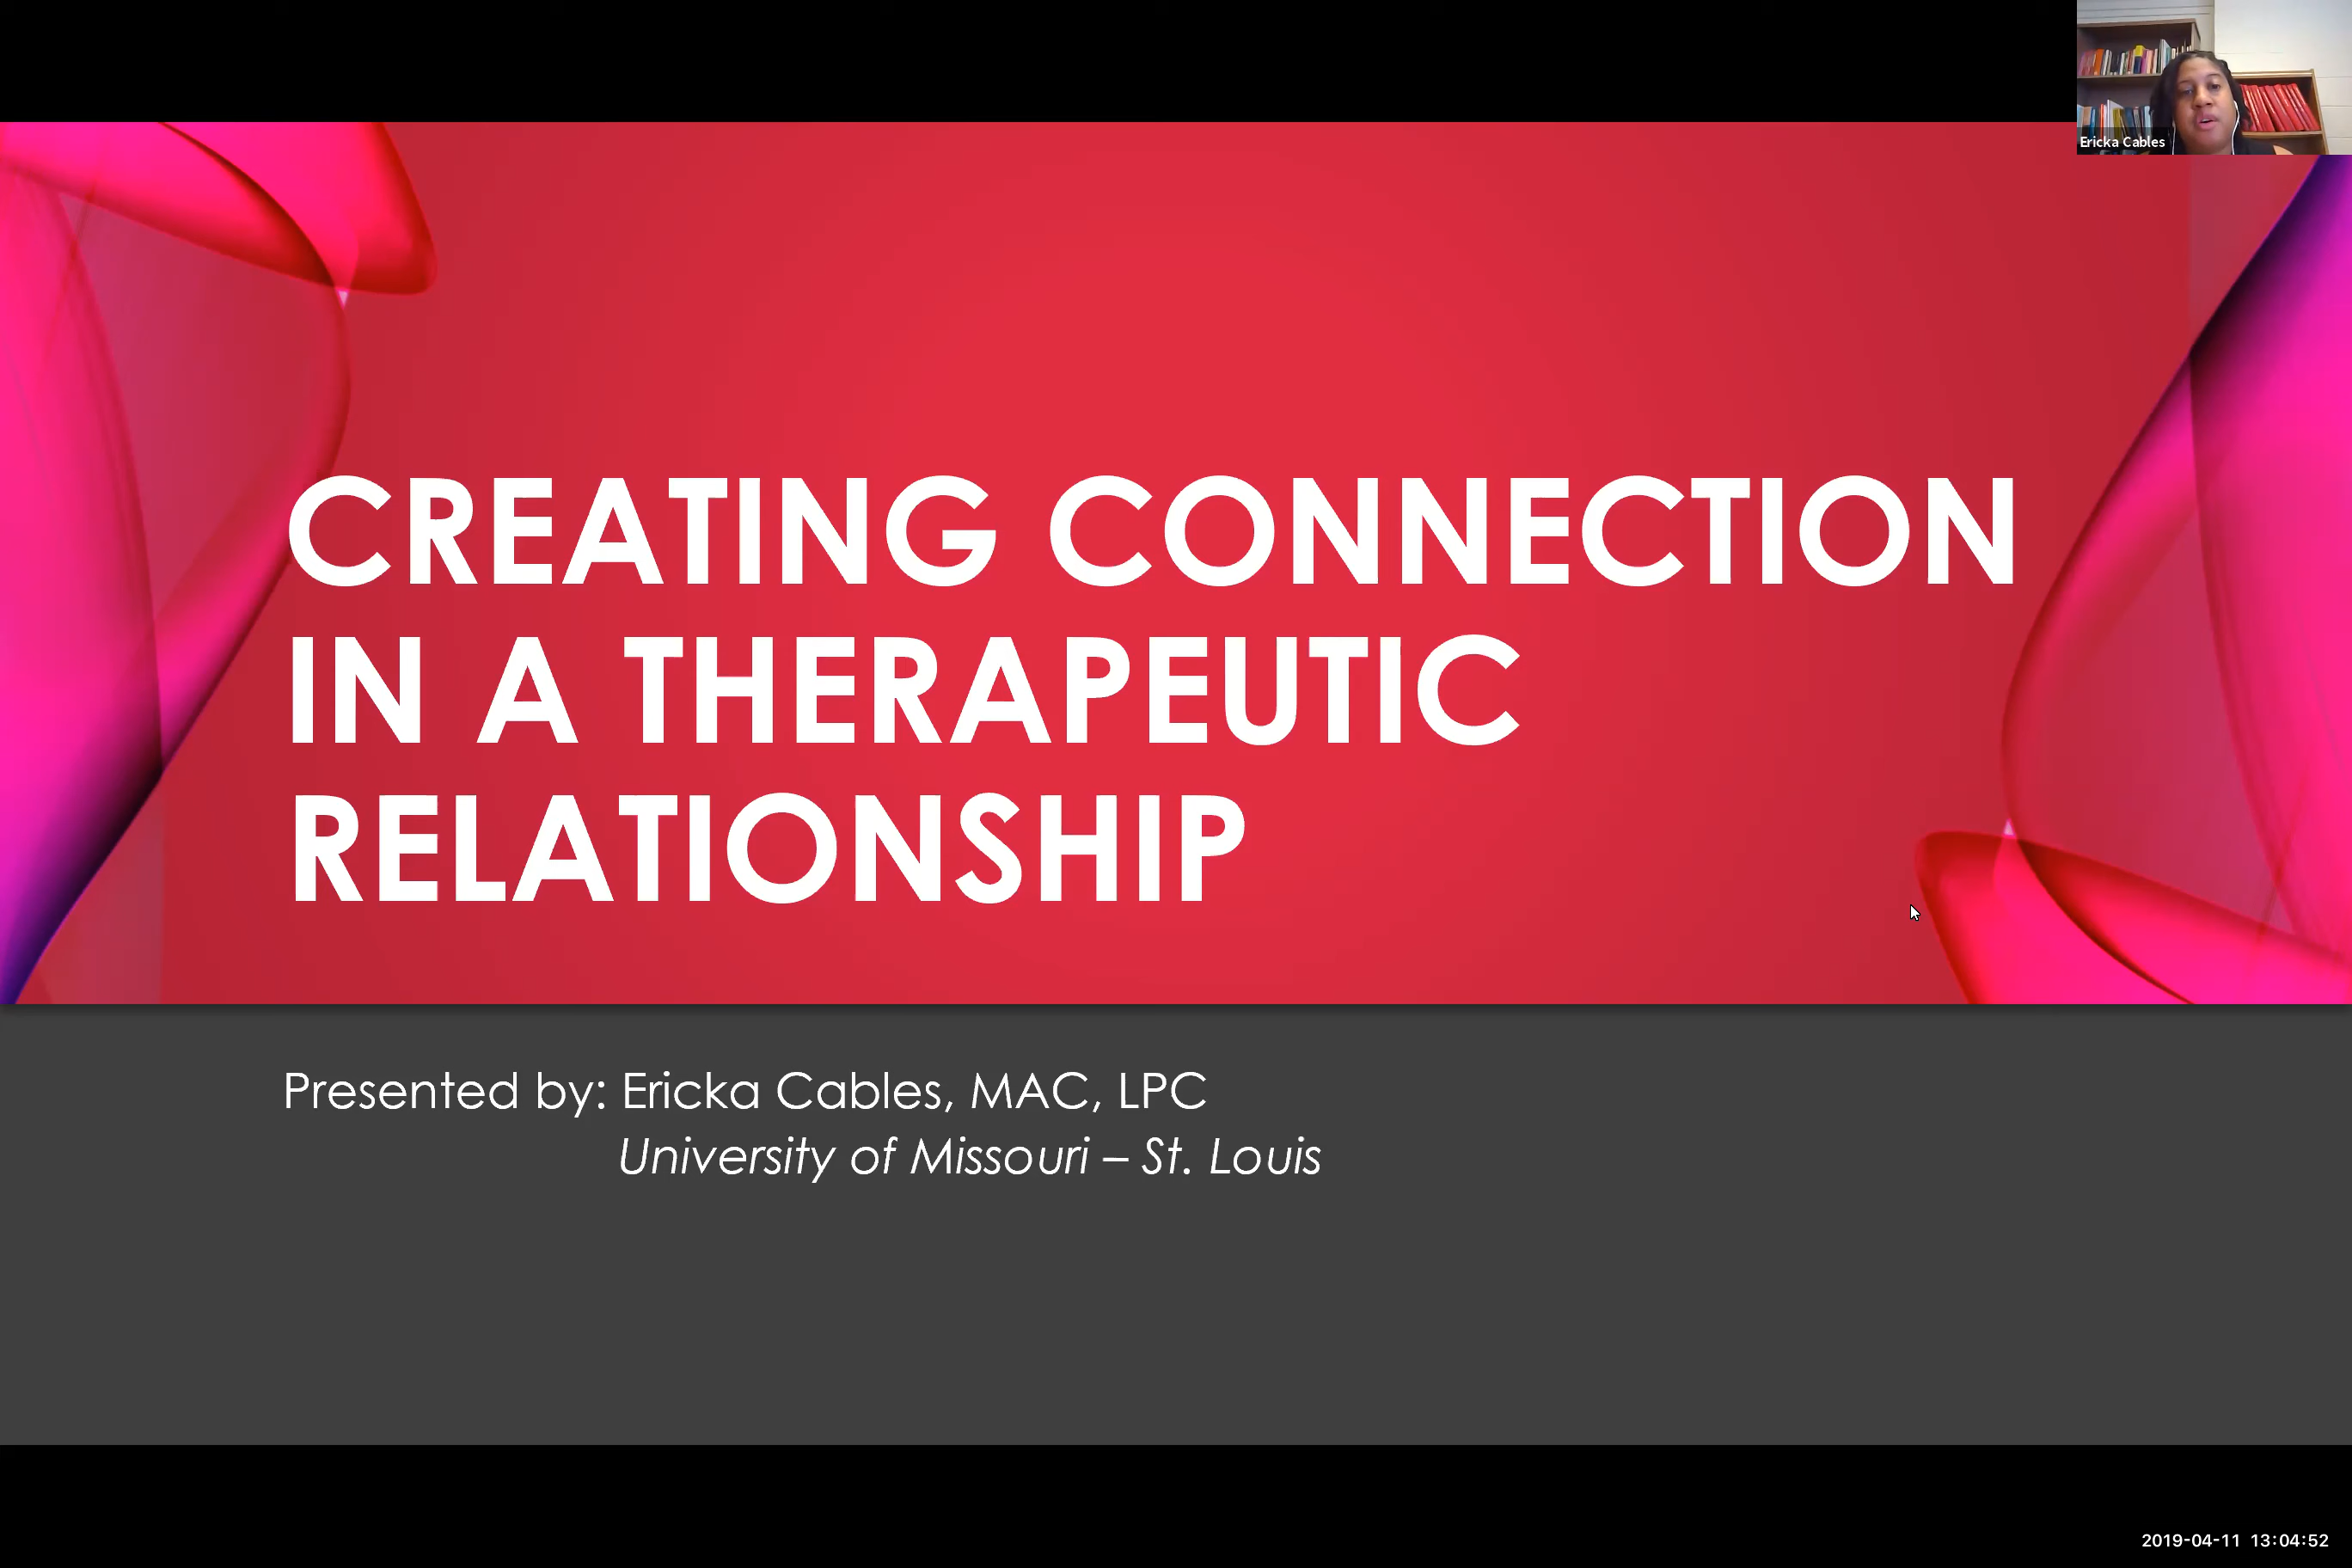 Ericka Cables
CREATING CONNECTION
IN A THERAPEUTIC
RELATIONSHIP
Presented by: Ericka Cables, MAC, LPC
University of Missouri – St. Louis
2019-04-11 13:04:52